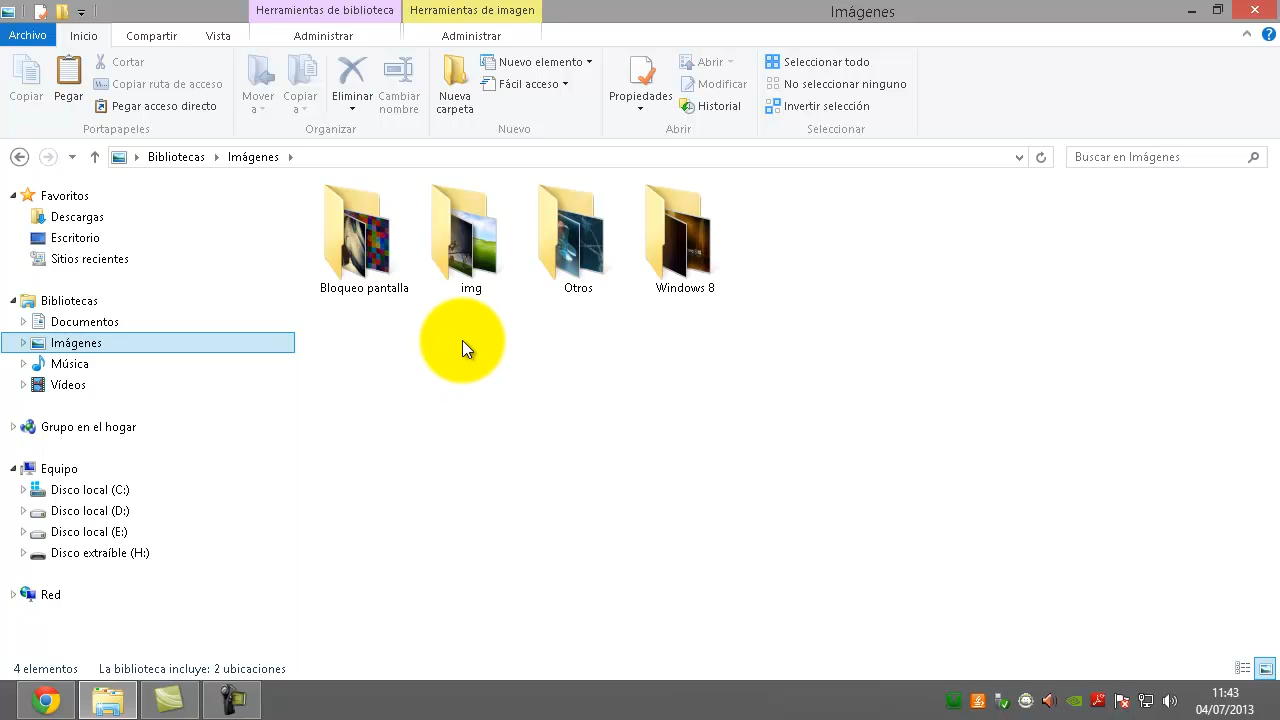 Herramientas de biblioteca
Herramientas de imagen
Imágenes
Archivo
Inicio
Compartir
Vista
Administrar
Administrar
Copiar
Pegar
Cortar
Copiar ruta de acceso
Pegar acceso directo
Mover
a
Copiar
a
Eliminar
Cambiar
nombre
Nueva
carpeta
Nuevo elemento
Fácil acceso
Propiedades
Abrir
Modificar
Historial
Seleccionar todo
No seleccionar ninguno
Invertir selección
Portapapeles
Organizar
Nuevo
Abrir
Seleccionar
Bibliotecas
Imágenes
Buscar en Imágenes
Favoritos
Descargas
Escritorio
Sitios recientes
Bibliotecas
Documentos
Imágenes
Música
Vídeos
Grupo en el hogar
Equipo
Disco local (C:)
Disco local (D:)
Disco local (E:)
Disco extraíble (H:)
Red
Bloqueo pantalla
img
Otros
Windows 8
4 elementos
La biblioteca incluye: 2 ubicaciones
11:43
04/07/2013